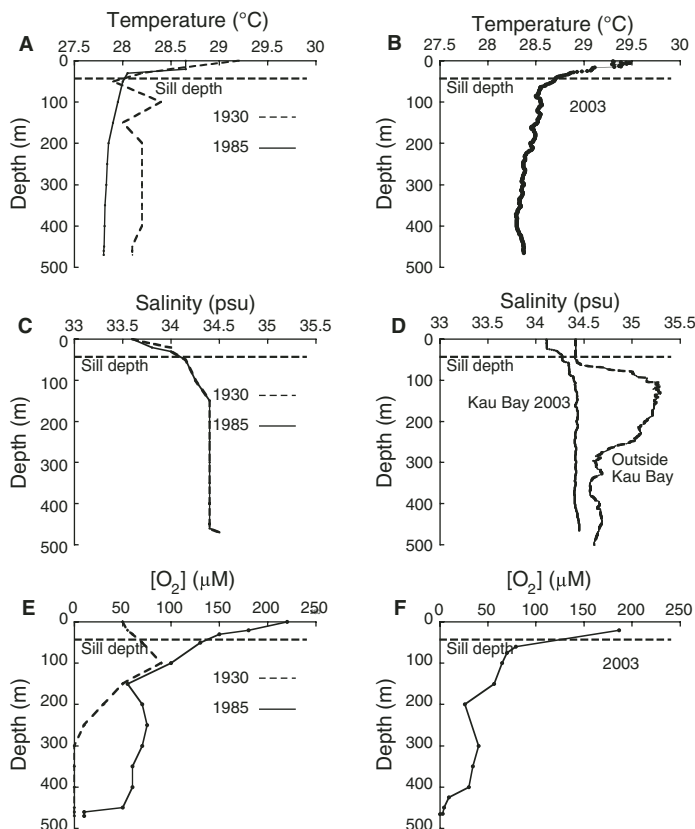 Temperature (°C)
A
27.5 28 28.5 29 29.5 30
0
100
200
300
400
500
Depth (m)
Sill depth
1930
1985
Temperature (°C)
B
27.5 28 28.5 29 29.5 30
0
100
200
300
400
500
Depth (m)
Sill depth
2003
Salinity (psu)
C
33 33.5 34 34.5 35 35.5
0
100
200
300
400
500
Depth (m)
Sill depth
1930
1985
Salinity (psu)
D
33 33.5 34 34.5 35 35.5
0
100
200
300
400
500
Depth (m)
Sill depth
Kau Bay 2003
Outside
Kau Bay
[O2] (μM)
E
0 50 100 150 200 250
0
100
200
300
400
500
Depth (m)
Sill depth
1930
1985
[O2] (μM)
F
0 50 100 150 200 250
0
100
200
300
400
500
Depth (m)
Sill depth
2003